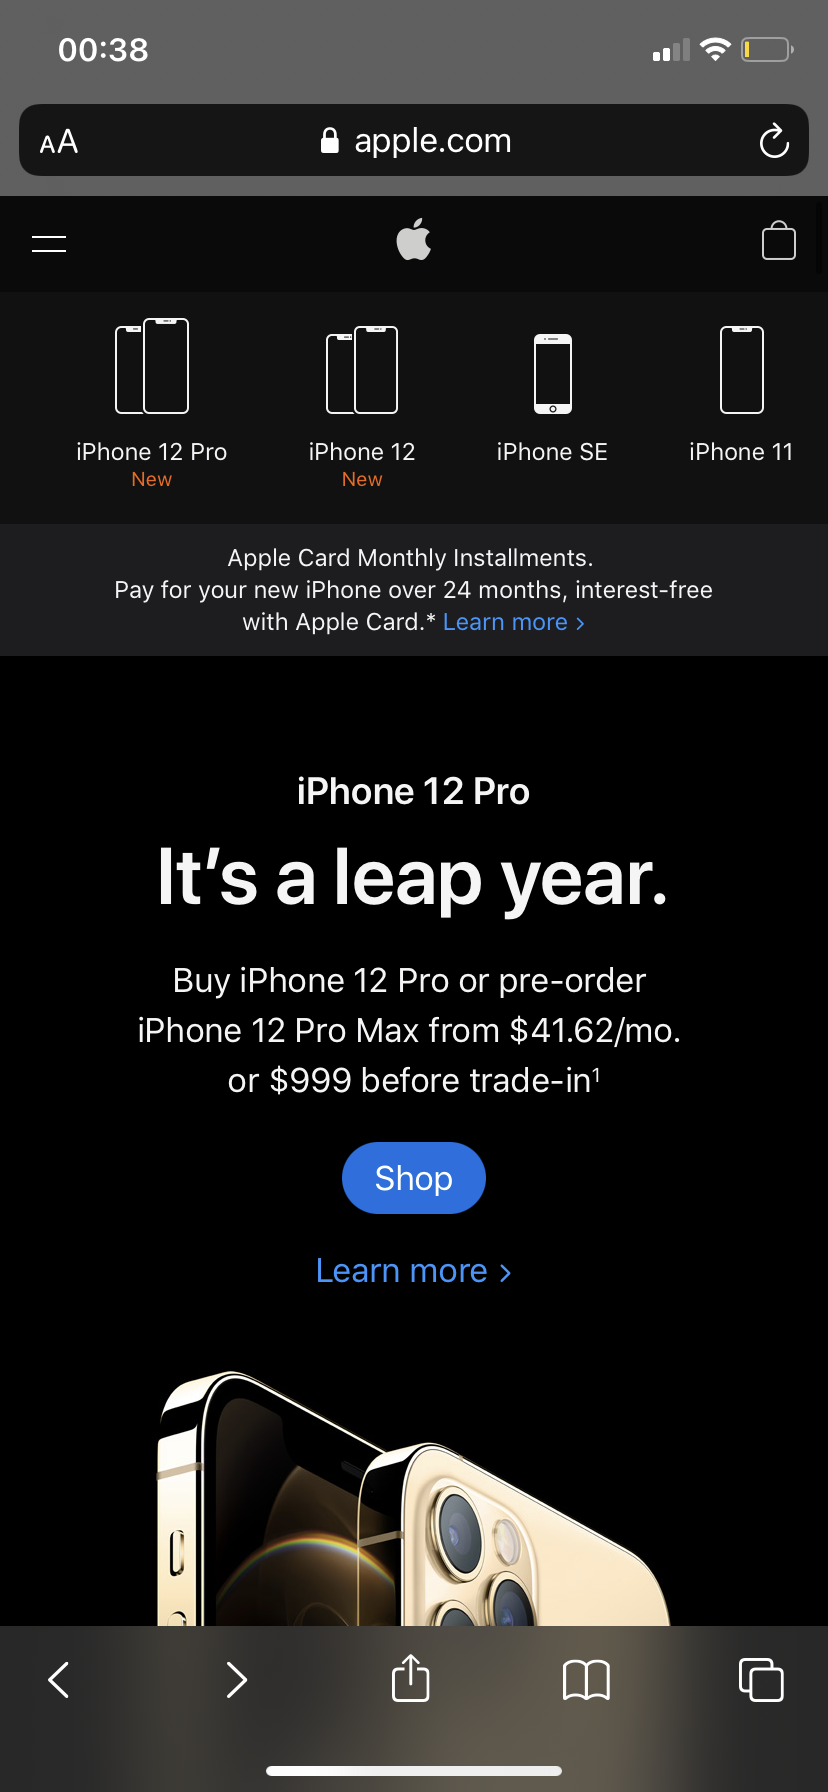 00:38
AA
apple.com
iPhone 12 Pro
New
iPhone 12
New
iPhone SE
iPhone 11
Apple Card Monthly Installments.
Pay for your new iPhone over 24 months, interest-free
with Apple Card.* Learn more >
iPhone 12 Pro
It’s a leap year.
Buy iPhone 12 Pro or pre-order
iPhone 12 Pro Max from $41.62/mo.
or $999 before trade-in¹
Shop
Learn more >